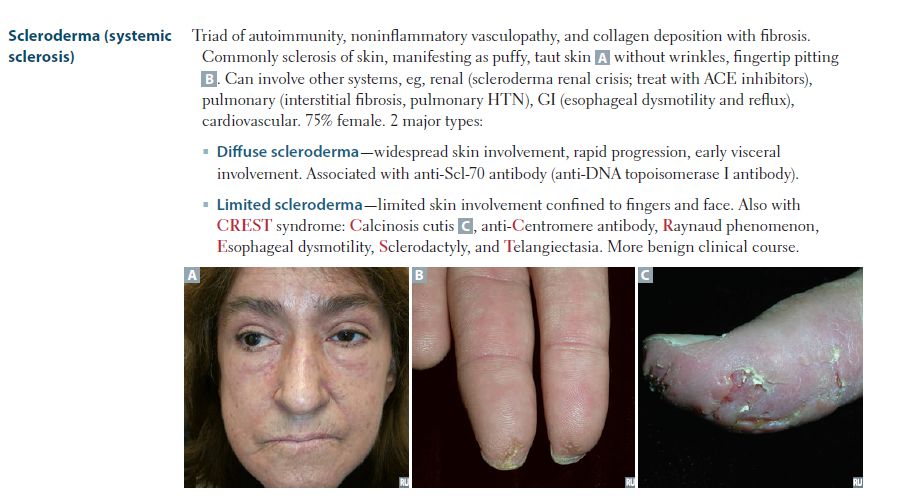 Scleroderma (systemic
sclerosis)
Triad of autoimmunity, noninflammatory vasculopathy, and collagen deposition with fibrosis.
Commonly sclerosis of skin, manifesting as puffy, taut skin A without wrinkles, fingertip pitting
B. Can involve other systems, eg, renal (scleroderma renal crisis; treat with ACE inhibitors),
pulmonary (interstitial fibrosis, pulmonary HTN), GI (esophageal dysmotility and reflux),
cardiovascular. 75% female. 2 major types:
▪ Diffuse scleroderma—widespread skin involvement, rapid progression, early visceral
involvement. Associated with anti-Scl-70 antibody (anti-DNA topoisomerase I antibody).
▪ Limited scleroderma—limited skin involvement confined to fingers and face. Also with
CREST syndrome: Calcinosis cutis C, anti-Centromere antibody, Raynaud phenomenon,
Esophageal dysmotility, Sclerodactyly, and Telangiectasia. More benign clinical course.
A
B
C
RU
RU
RU